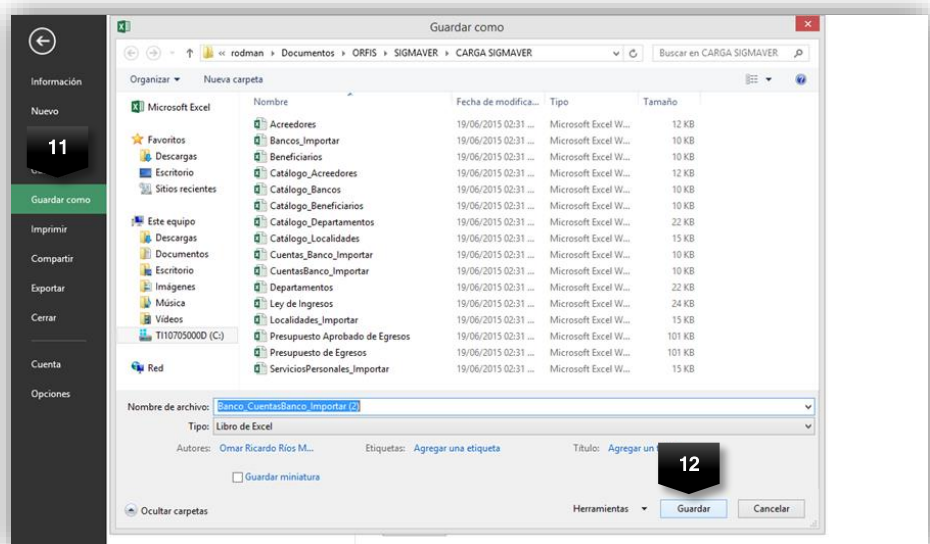 Guardar como
« rodman ▸ Documentos ▸ ORFIS ▸ SIGMAVER ▸ CARGA SIGMAVER
Buscar en CARGA SIGMAVER
Organizar Nueva carpeta
Información
Nuevo
11
Guardar como
Imprimir
Compartir
Exportar
Cerrar
Cuenta
Opciones
Microsoft Excel
Favoritos
Descargas
Escritorio
Sitios recientes
Este equipo
Descargas
Documentos
Escritorio
Imágenes
Música
Vídeos
TI10705000D (C:)
Red
Nombre Fecha de modifica... Tipo Tamaño
Acreedores 19/06/2015 02:31 ... Microsoft Excel W... 12 KB
Bancos_Importar 19/06/2015 02:31 ... Microsoft Excel W... 10 KB
Beneficiarios 19/06/2015 02:31 ... Microsoft Excel W... 10 KB
Catálogo_Acreedores 19/06/2015 02:31 ... Microsoft Excel W... 12 KB
Catálogo_Bancos 19/06/2015 02:31 ... Microsoft Excel W... 10 KB
Catálogo_Beneficiarios 19/06/2015 02:31 ... Microsoft Excel W... 10 KB
Catálogo_Departamentos 19/06/2015 02:31 ... Microsoft Excel W... 22 KB
Catálogo_Localidades 19/06/2015 02:31 ... Microsoft Excel W... 15 KB
Cuentas_Banco_Importar 19/06/2015 02:31 ... Microsoft Excel W... 10 KB
CuentasBanco_Importar 19/06/2015 02:31 ... Microsoft Excel W... 10 KB
Departamentos 19/06/2015 02:31 ... Microsoft Excel W... 22 KB
Ley de Ingresos 19/06/2015 02:31 ... Microsoft Excel W... 24 KB
Localidades_Importar 19/06/2015 02:31 ... Microsoft Excel W... 15 KB
Presupuesto Aprobado de Egresos 19/06/2015 02:31 ... Microsoft Excel W... 101 KB
Presupuesto de Egresos 19/06/2015 02:31 ... Microsoft Excel W... 101 KB
ServiciosPersonales_Importar 19/06/2015 02:31 ... Microsoft Excel W... 15 KB
Nombre de archivo: Banco_CuentasBanco_Importar (2)
Tipo: Libro de Excel
Autores: Omar Ricardo Ríos M... Etiquetas: Agregar una etiqueta Título: Agregar un
Guardar miniatura
12
Ocultar carpetas Herramientas Guardar Cancelar